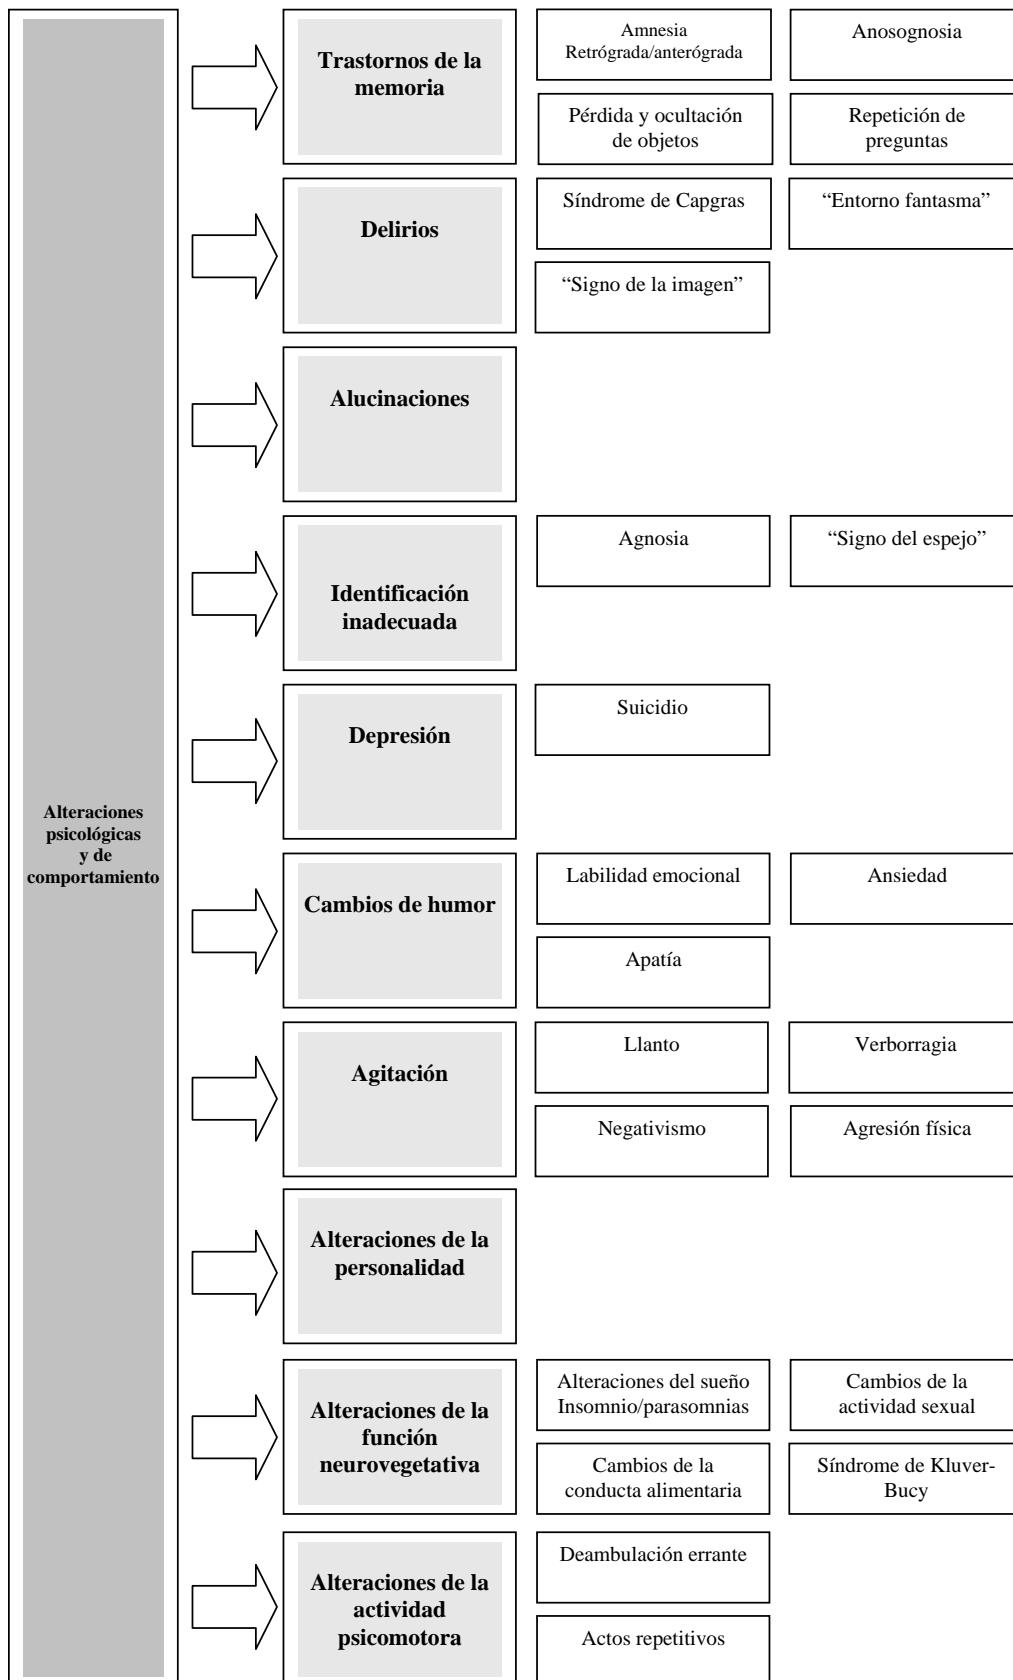 Alteraciones
psicológicas
y de
comportamiento
Trastornos de la
memoria
Amnesia
Retrógrada/anterógrada
Anosognosia
Pérdida y ocultación
de objetos
Repetición de
preguntas
Delirios
Síndrome de Capgras
“Entorno fantasma”
“Signo de la imagen”
Alucinaciones
Identificación
inadecuada
Agnosia
“Signo del espejo”
Depresión
Suicidio
Cambios de humor
Labilidad emocional
Ansiedad
Apatía
Agitación
Llanto
Verborragia
Negativismo
Agresión física
Alteraciones de la
personalidad
Alteraciones de la
función
neurovegetativa
Alteraciones del sueño
Insomnio/parasomnias
Cambios de la
actividad sexual
Cambios de la
conducta alimentaria
Síndrome de Kluver-
Bucy
Alteraciones de la
actividad
psicomotora
Deambulación errante
Actos repetitivos